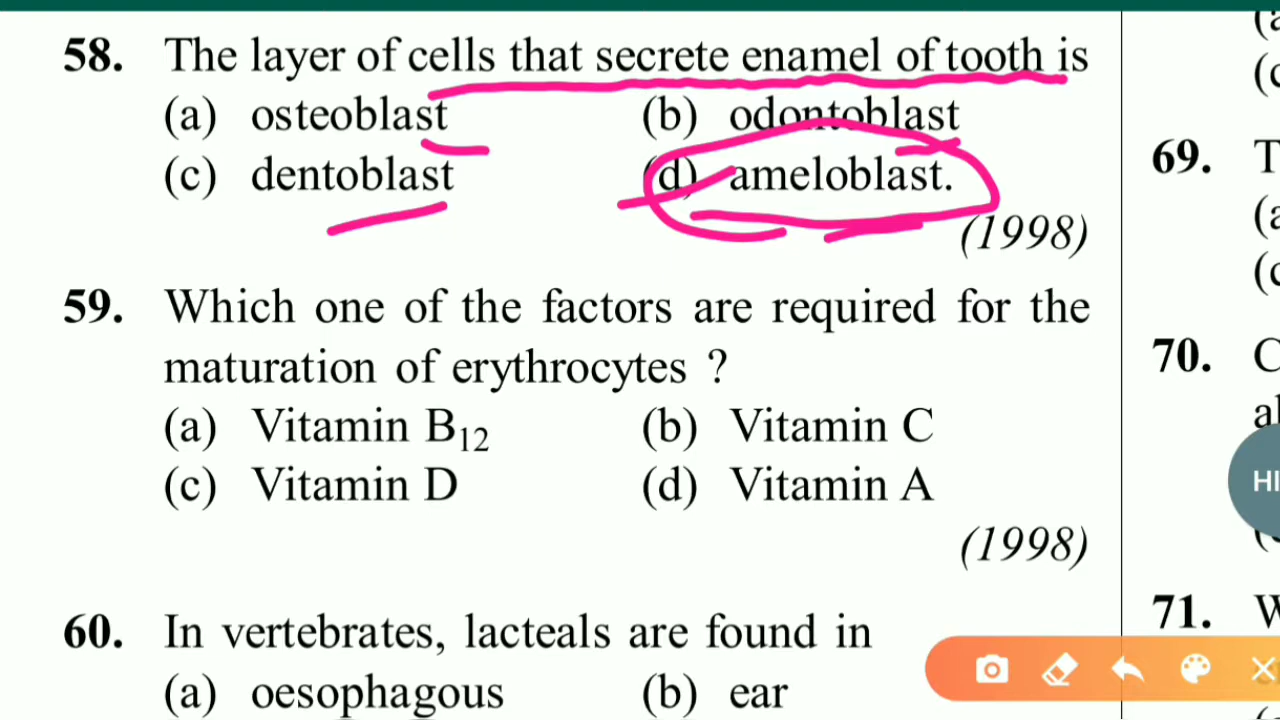 58. The layer of cells that secrete enamel of tooth is
(a) osteoblast (b) odontoblast
(c) dentoblast (d) ameloblast.
(1998)
59. Which one of the factors are required for the
maturation of erythrocytes ?
(a) Vitamin B12 (b) Vitamin C
(c) Vitamin D (d) Vitamin A
(1998)
60. In vertebrates, lacteals are found in
(a) oesophagous (b) ear
69. T
70. C
71. W
HI